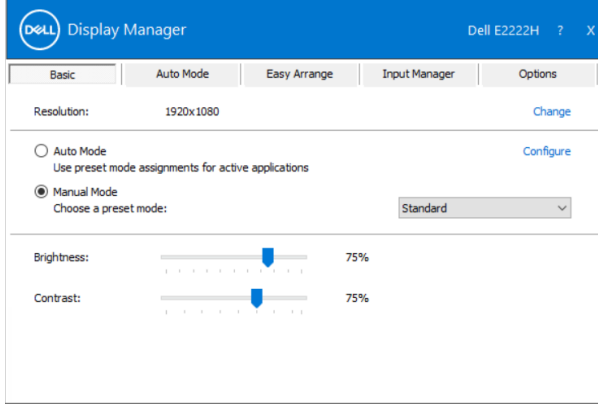 DELL Display Manager Dell E2222H ? X
Basic Auto Mode Easy Arrange Input Manager Options
Resolution: 1920x1080 Change
Auto Mode Configure
Use preset mode assignments for active applications
Manual Mode
Choose a preset mode: Standard
Brightness: 75%
Contrast: 75%